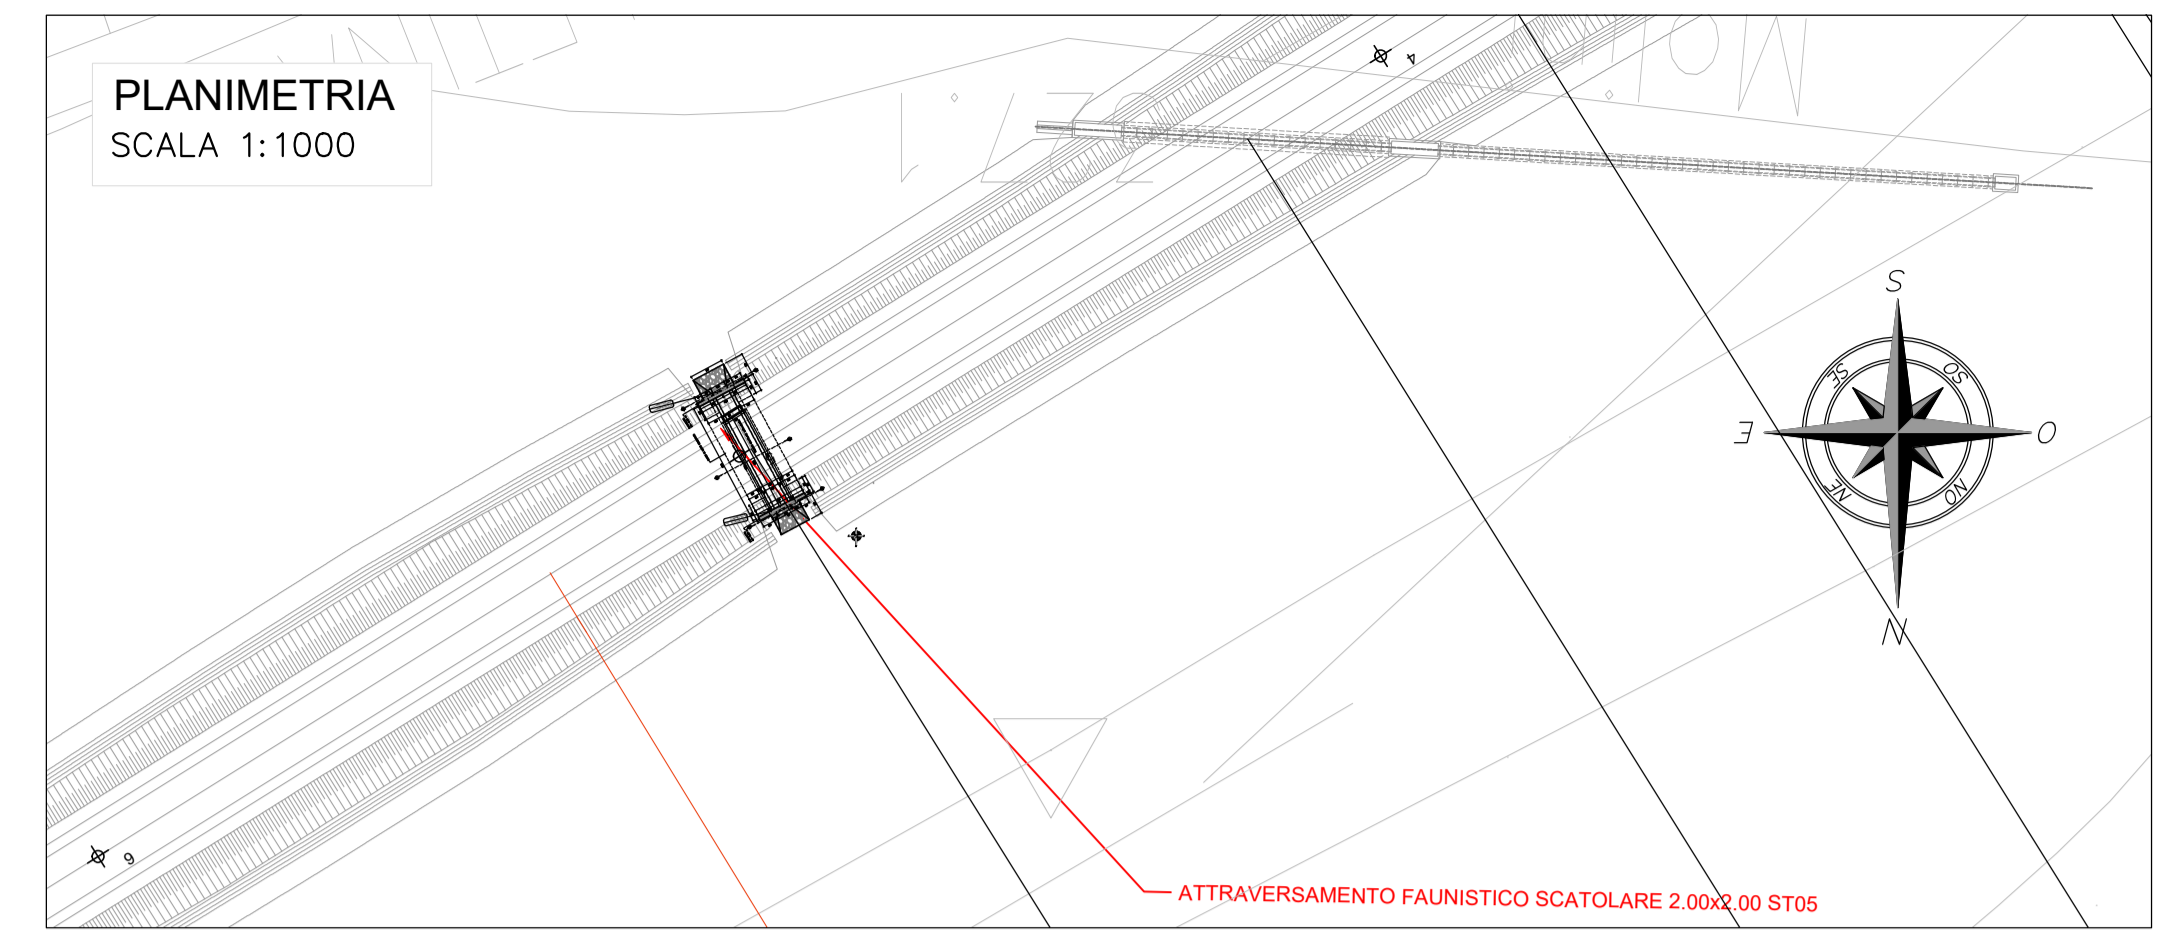 PLANIMETRIA
SCALA 1:1000
4
S
SE
SO
E
O
NE
NO
N
6
ATTRAVERSAMENTO FAUNISTICO SCATOLARE 2.00x2.00 ST05